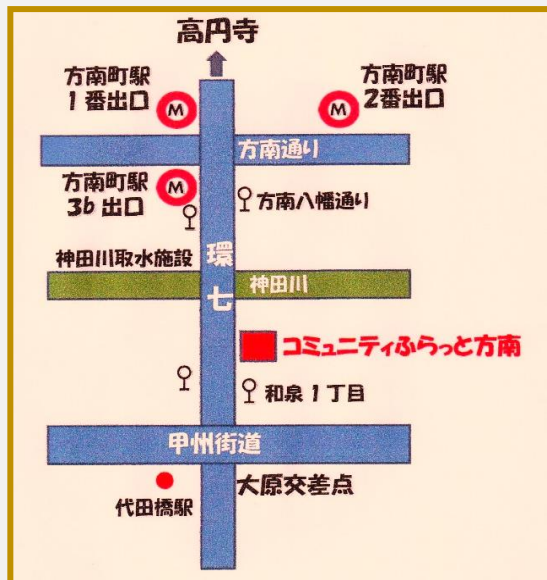 高円寺
方南町駅
1番出口
M
方南町駅
2番出口
M
方南通り
方南町駅
3b 出口
M
方南八幡通り
環七
神田川取水施設
神田川
コミュニティふらっと方南
和泉1丁目
甲州街道
大原交差点
代田橋駅